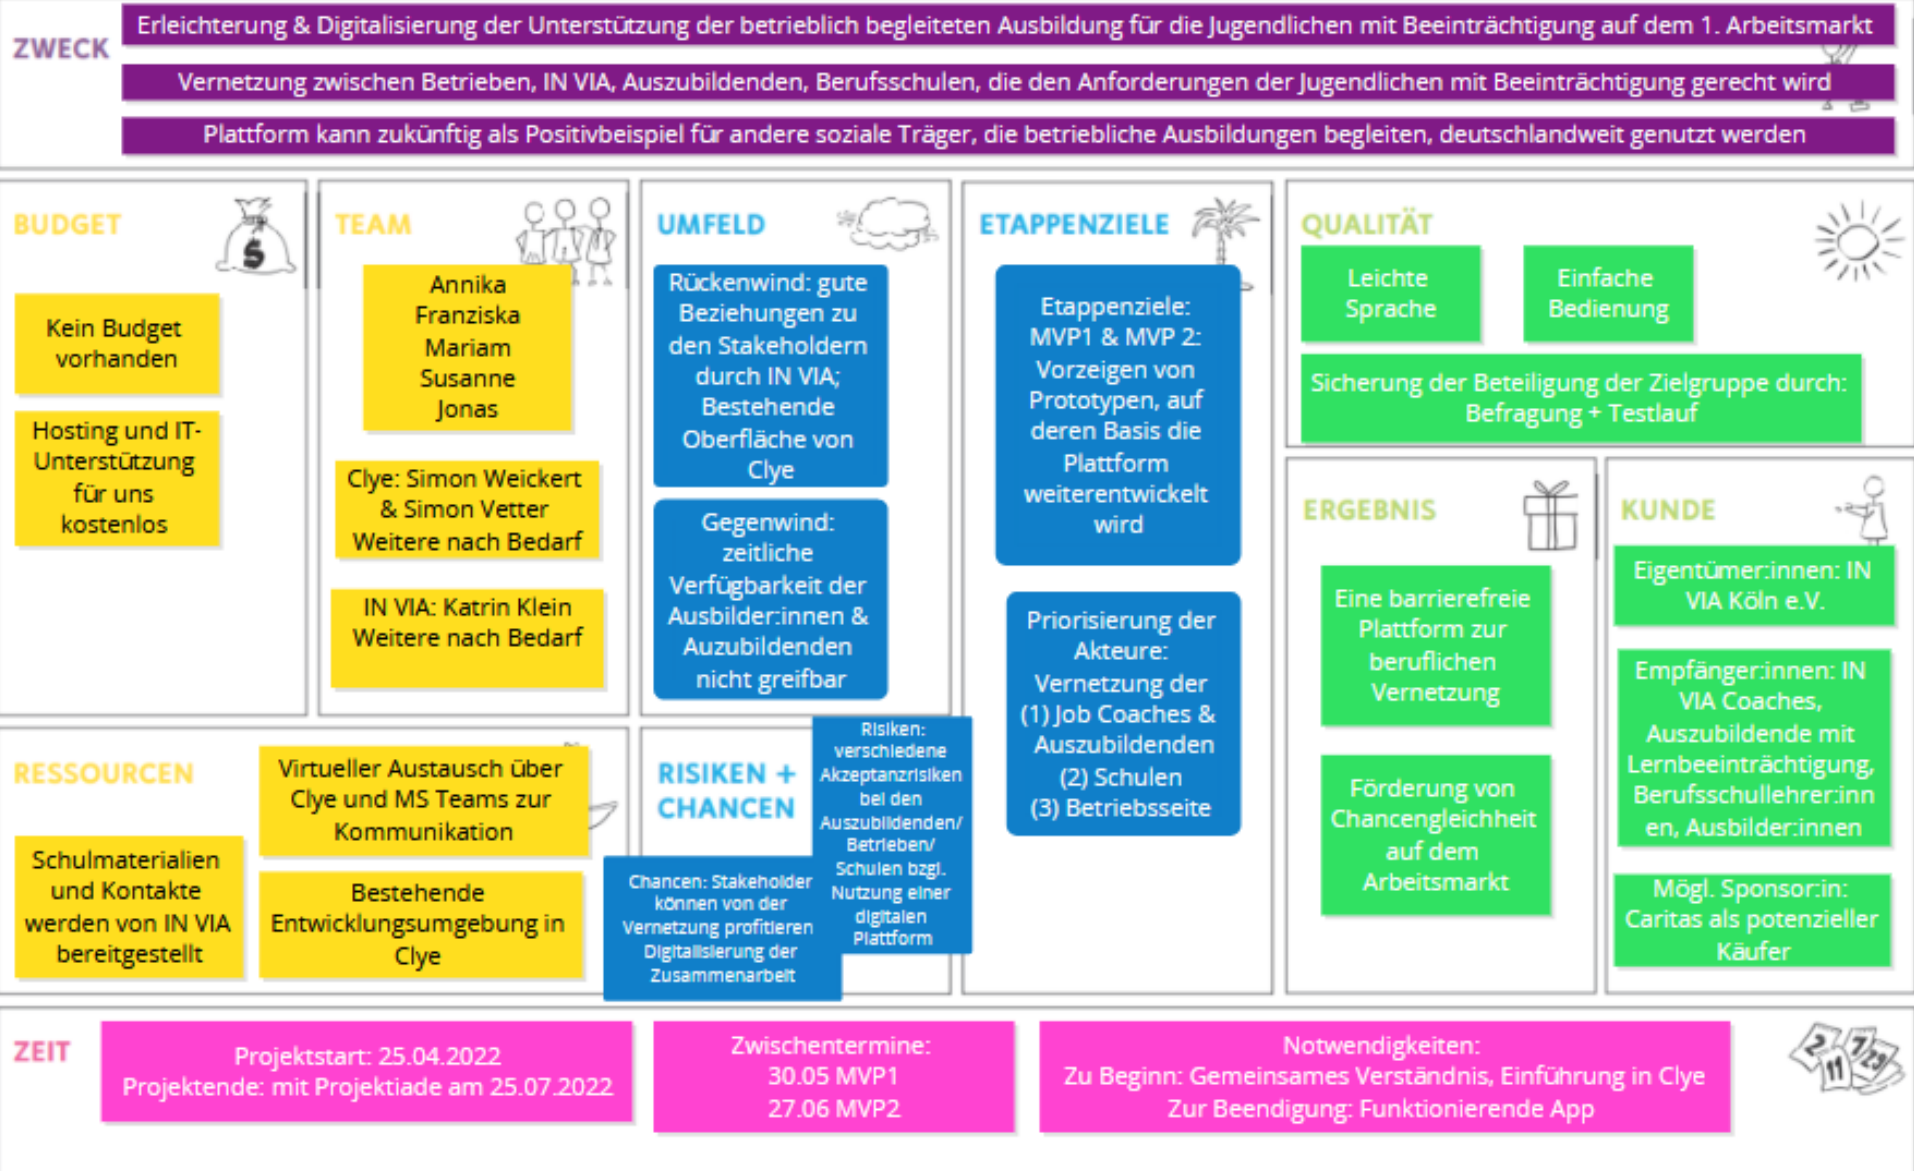 ZWECK
Erleichterung & Digitalisierung der Unterstützung der betrieblich begleiteten Ausbildung für die Jugendlichen mit Beeinträchtigung auf dem 1. Arbeitsmarkt
Vernetzung zwischen Betrieben, IN VIA, Auszubildenden, Berufsschulen, die den Anforderungen der Jugendlichen mit Beeinträchtigung gerecht wird
Plattform kann zukünftig als Positivbeispiel für andere soziale Träger, die betriebliche Ausbildungen begleiten, deutschlandweit genutzt werden
BUDGET
$
Kein Budget
vorhanden
Hosting und IT-
Unterstützung
für uns
kostenlos
TEAM
Annika
Franziska
Mariam
Susanne
Jonas
Clye: Simon Weickert
& Simon Vetter
Weitere nach Bedarf
IN VIA: Katrin Klein
Weitere nach Bedarf
UMFELD
Rückenwind: gute
Beziehungen zu
den Stakeholdern
durch IN VIA;
Bestehende
Oberfläche von
Clye
Gegenwind:
zeitliche
Verfügbarkeit der
Ausbilder:innen &
Auzubildenden
nicht greifbar
ETAPPENZIELE
Etappenziele:
MVP1 & MVP 2:
Vorzeigen von
Prototypen, auf
deren Basis die
Plattform
weiterentwickelt
wird
Priorisierung der
Akteure:
Vernetzung der
(1) Job Coaches &
Auszubildenden
(2) Schulen
(3) Betriebsseite
QUALITÄT
Leichte
Sprache
Einfache
Bedienung
Sicherung der Beteiligung der Zielgruppe durch:
Befragung + Testlauf
ERGEBNIS
Eine barrierefreie
Plattform zur
beruflichen
Vernetzung
Förderung von
Chancengleichheit
auf dem
Arbeitsmarkt
KUNDE
Eigentümer:innen: IN
VIA Köln e.V.
Empfänger:innen: IN
VIA Coaches,
Auszubildende mit
Lernbeeinträchtigung,
Berufsschullehrer:inn
en, Ausbilder:innen
Mögl. Sponsor:in:
Caritas als potenzieller
Käufer
RESSOURCEN
Schulmaterialien
und Kontakte
werden von IN VIA
bereitgestellt
Virtueller Austausch über
Clye und MS Teams zur
Kommunikation
Bestehende
Entwicklungsumgebung in
Clye
RISIKEN +
CHANCEN
Risiken:
verschiedene
Akzeptanzrisiken
bei den
Auszubildenden/
Betrieben/
Schulen bzgl.
Nutzung einer
digitalen
Plattform
Chancen: Stakeholder
können von der
Vernetzung profitieren
Digitalisierung der
Zusammenarbeit
ZEIT
Projektstart: 25.04.2022
Projektende: mit Projektiade am 25.07.2022
Zwischentermine:
30.05 MVP1
27.06 MVP2
Notwendigkeiten:
Zu Beginn: Gemeinsames Verständnis, Einführung in Clye
Zur Beendigung: Funktionierende App
2 7 23
11